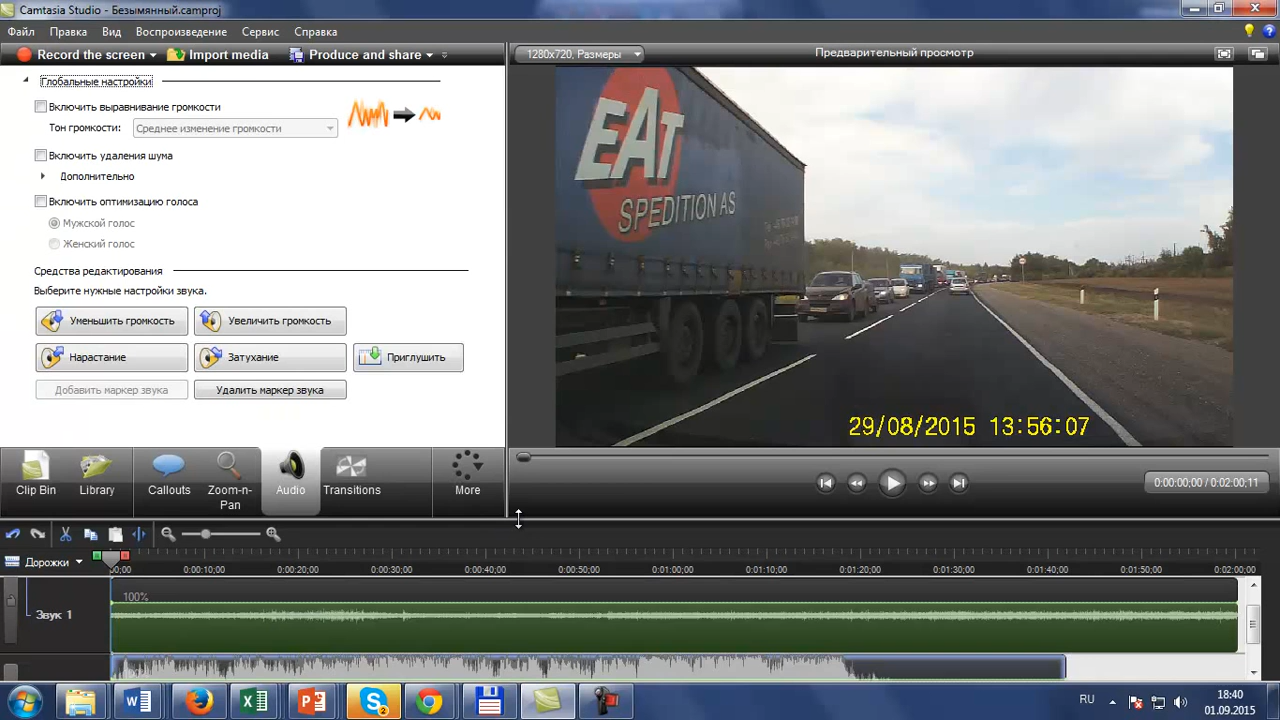 Camtasia Studio - Безымянный.camproj
Файл Правка Вид Воспроизведение Сервис Справка
Record the screen Import media Produce and share
1280x720, Размеры
Предварительный просмотр
Глобальные настройки
Включить выравнивание громкости
Тон громкости: Среднее изменение громкости
Включить удаления шума
Дополнительно
Включить оптимизацию голоса
Мужской голос
Женский голос
Средства редактирования
Выберите нужные настройки звука.
Уменьшить громкость Увеличить громкость
Нарастание Затухание Приглушить
Добавить маркер звука Удалить маркер звука
EAT
SPEDITION AS
29/08/2015 13:56:07
Clip Bin Library Callouts Zoom-n-Pan Audio Transitions More
0:00:00;00 / 0:02:00;11
Дорожки
00;00 0:00:10;00 0:00:20;00 0:00:30;00 0:00:40;00 0:00:50;00 0:01:00;00 0:01:10;00 0:01:20;00 0:01:30;00 0:01:40;00 0:01:50;00 0:02:00;00
Звук 1
100%
RU
18:40
01.09.2015